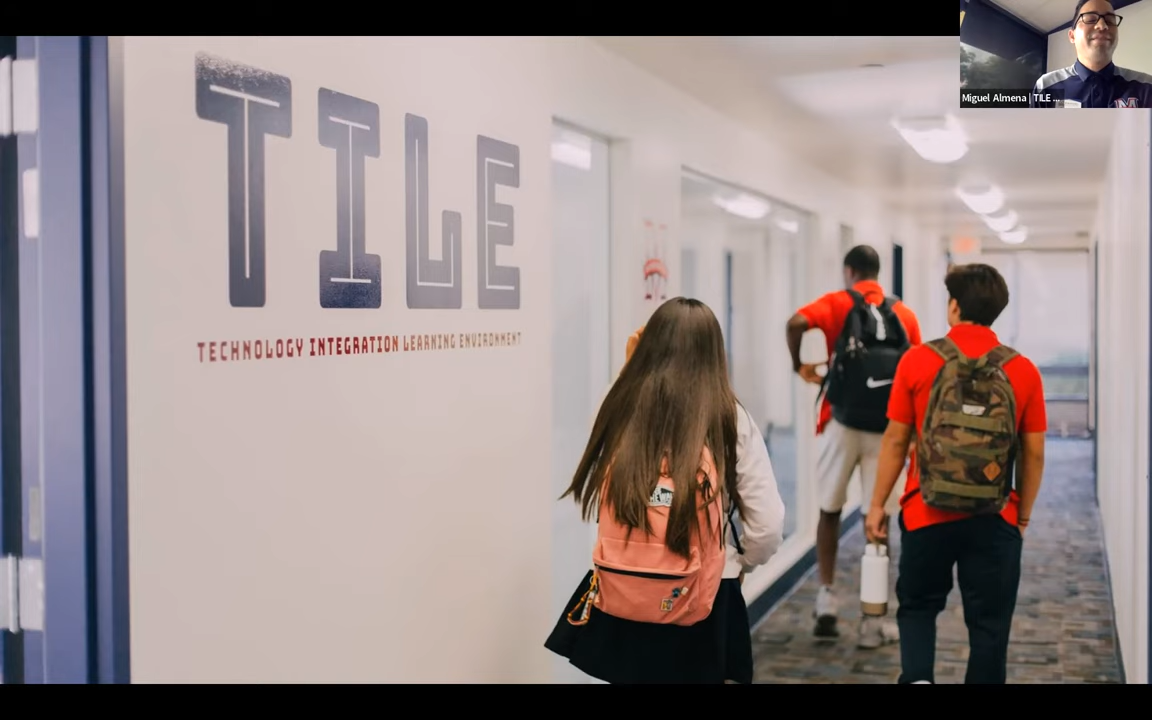 TILE
TECHNOLOGY INTEGRATION LEARNING ENVIRONMENT
Miguel Almena | TILE ...